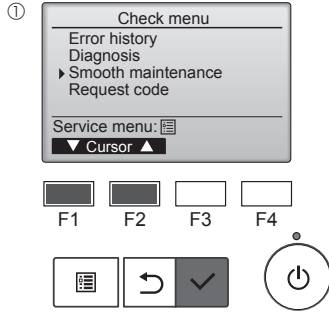 ①
Check menu
Error history
Diagnosis
Smooth maintenance
Request code
Service menu:
▼ Cursor ▲
F1 F2 F3 F4